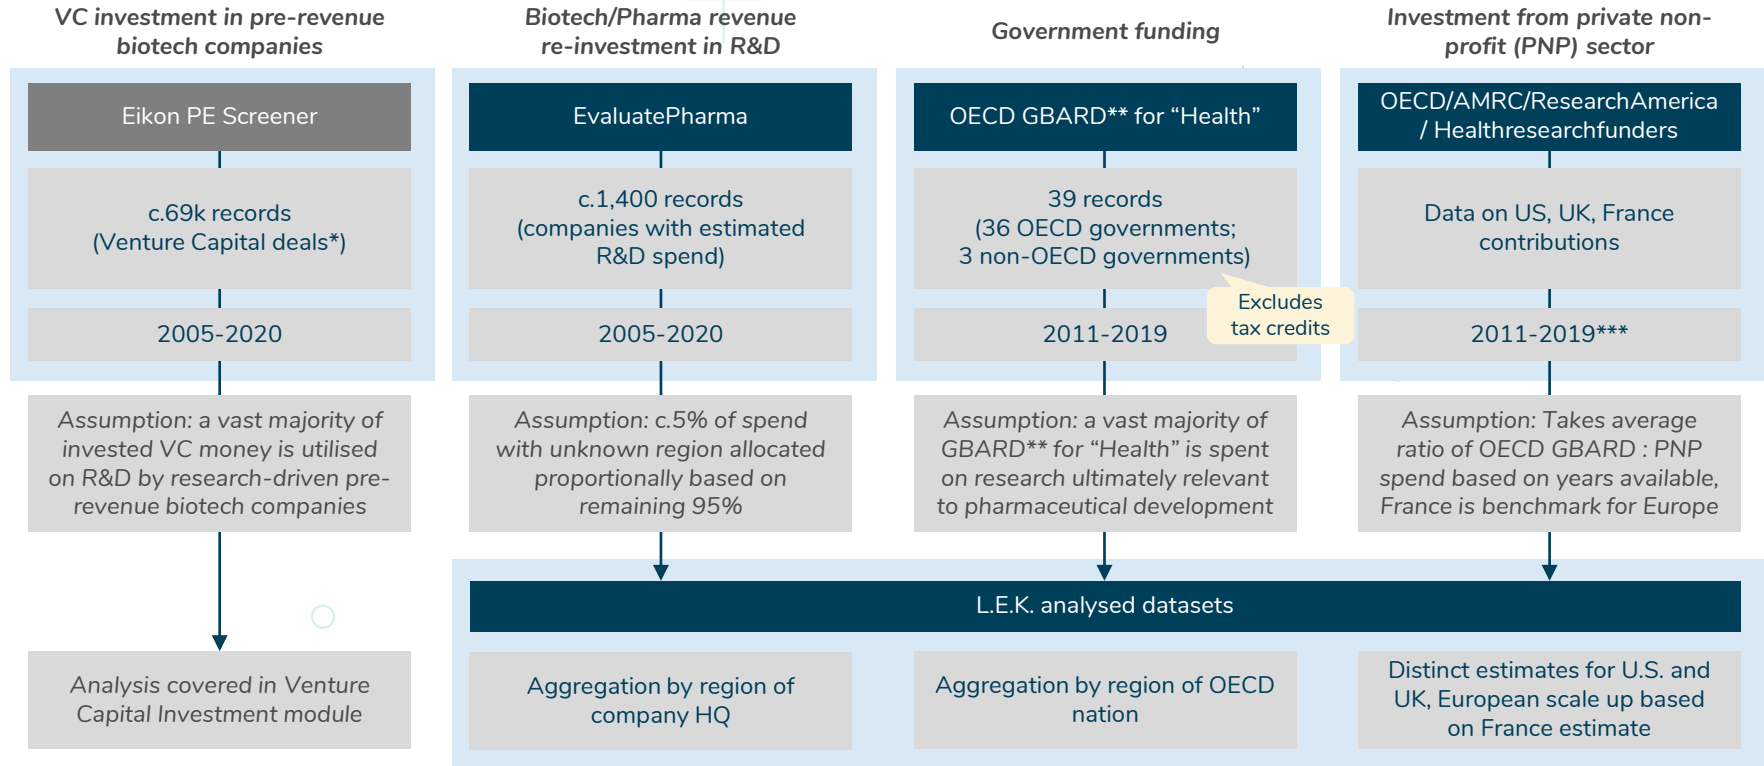 VC investment in pre-revenue
biotech companies
Eikon PE Screener
c.69k records
(Venture Capital deals*)
2005-2020
Assumption: a vast majority of
invested VC money is utilised
on R&D by research-driven pre-
revenue biotech companies
Analysis covered in Venture
Capital Investment module
Biotech/Pharma revenue
re-investment in R&D
EvaluatePharma
c.1,400 records
(companies with estimated
R&D spend)
2005-2020
Assumption: c.5% of spend
with unknown region allocated
proportionally based on
remaining 95%
Government funding
OECD GBARD** for “Health”
39 records
(36 OECD governments;
3 non-OECD governments)
Excludes
tax credits
2011-2019
Assumption: a vast majority of
GBARD** for “Health” is spent
on research ultimately relevant
to pharmaceutical development
Investment from private non-
profit (PNP) sector
OECD/AMRC/ResearchAmerica
/ Healthresearchfunders
Data on US, UK, France
contributions
2011-2019***
Assumption: Takes average
ratio of OECD GBARD : PNP
spend based on years available,
France is benchmark for Europe
L.E.K. analysed datasets
Aggregation by region of
company HQ
Aggregation by region of OECD
nation
Distinct estimates for U.S. and
UK, European scale up based
on France estimate